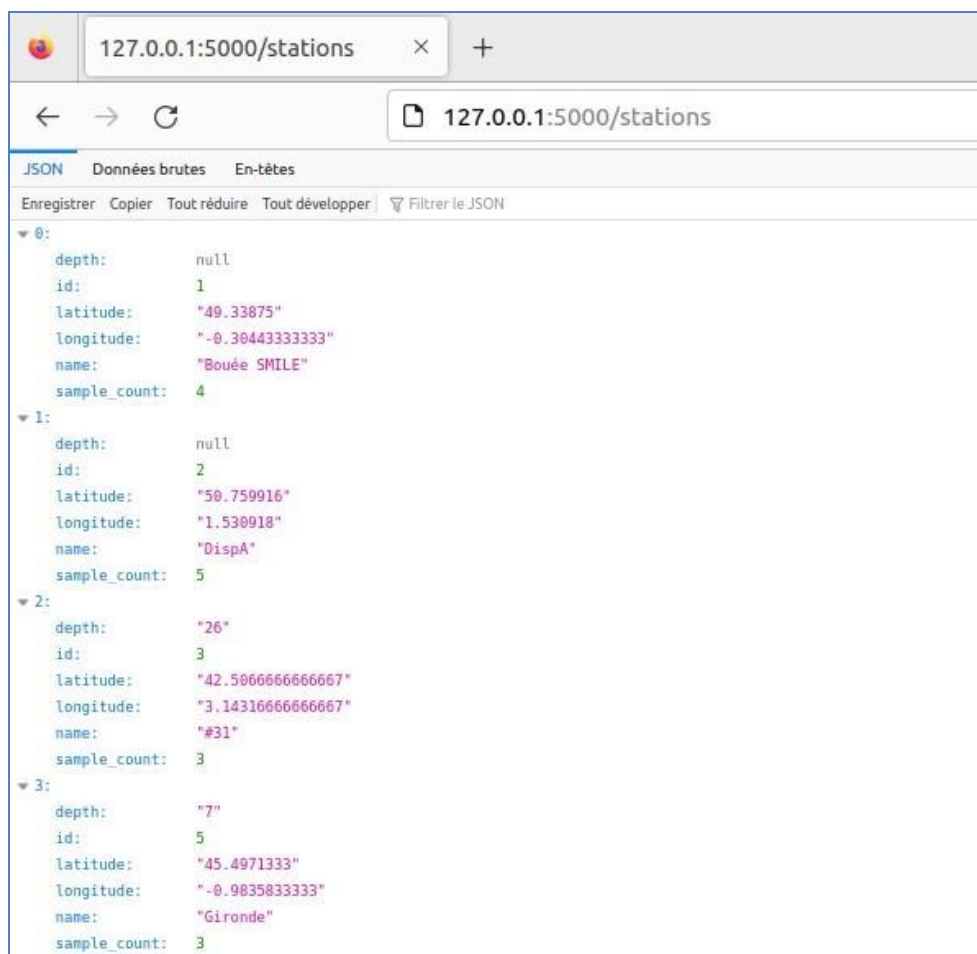 127.0.0.1:5000/stations
127.0.0.1:5000/stations
JSON Données brutes En-têtes
Enregistrer Copier Tout réduire Tout développer Filtrer le JSON
0:
depth: null
id: 1
latitude: "49.33875"
longitude: "-0.30443333333"
name: "Bouée SMILE"
sample_count: 4
1:
depth: null
id: 2
latitude: "50.759916"
longitude: "1.530918"
name: "DispA"
sample_count: 5
2:
depth: "26"
id: 3
latitude: "42.5066666666667"
longitude: "3.14316666666667"
name: "#31"
sample_count: 3
3:
depth: "7"
id: 5
latitude: "45.4971333"
longitude: "-0.9835833333"
name: "Gironde"
sample_count: 3